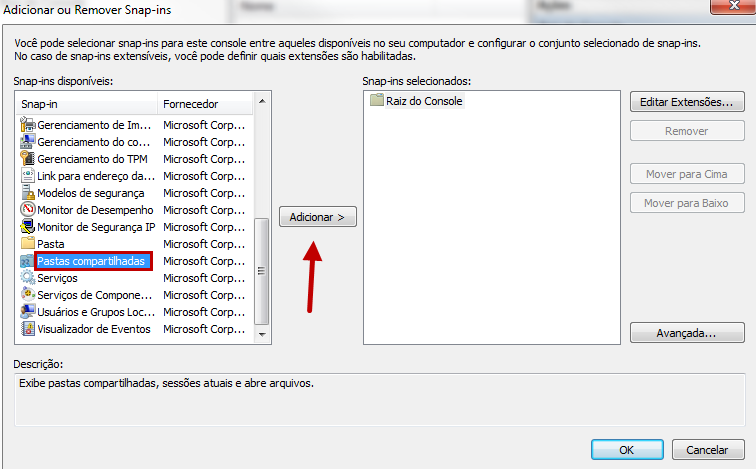 Adicionar ou Remover Snap-ins
Você pode selecionar snap-ins para este console entre aqueles disponíveis no seu computador e configurar o conjunto selecionado de snap-ins.
No caso de snap-ins extensíveis, você pode definir quais extensões são habilitadas.
Snap-ins disponíveis:
Snap-in Fornecedor
Gerenciamento de Im... Microsoft Corp...
Gerenciamento do co... Microsoft Corp...
Gerenciamento do TPM Microsoft Corp...
Link para endereço da... Microsoft Corp...
Modelos de segurança Microsoft Corp...
Monitor de Desempenho Microsoft Corp...
Monitor de Segurança IP Microsoft Corp...
Pasta Microsoft Corp...
Pastas compartilhadas Microsoft Corp...
Serviços Microsoft Corp...
Serviços de Compone... Microsoft Corp...
Usuários e Grupos Loc... Microsoft Corp...
Visualizador de Eventos Microsoft Corp...
Adicionar >
Snap-ins selecionados:
Raiz do Console
Editar Extensões...
Remover
Mover para Cima
Mover para Baixo
Avançada...
Descrição:
Exibe pastas compartilhadas, sessões atuais e abre arquivos.
OK
Cancelar